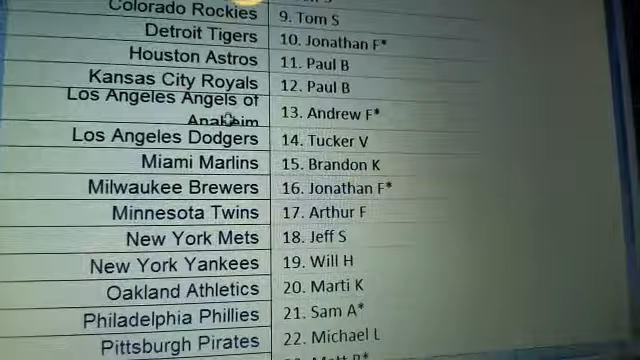 Colorado Rockies
9. Tom S
Detroit Tigers
10. Jonathan F*
Houston Astros
11. Paul B
Kansas City Royals
12. Paul B
Los Angeles Angels of
Anaheim
13. Andrew F*
Los Angeles Dodgers
14. Tucker V
Miami Marlins
15. Brandon K
Milwaukee Brewers
16. Jonathan F*
Minnesota Twins
17. Arthur F
New York Mets
18. Jeff S
New York Yankees
19. Will H
Oakland Athletics
20. Marti K
Philadelphia Phillies
21. Sam A*
Pittsburgh Pirates
22. Michael L